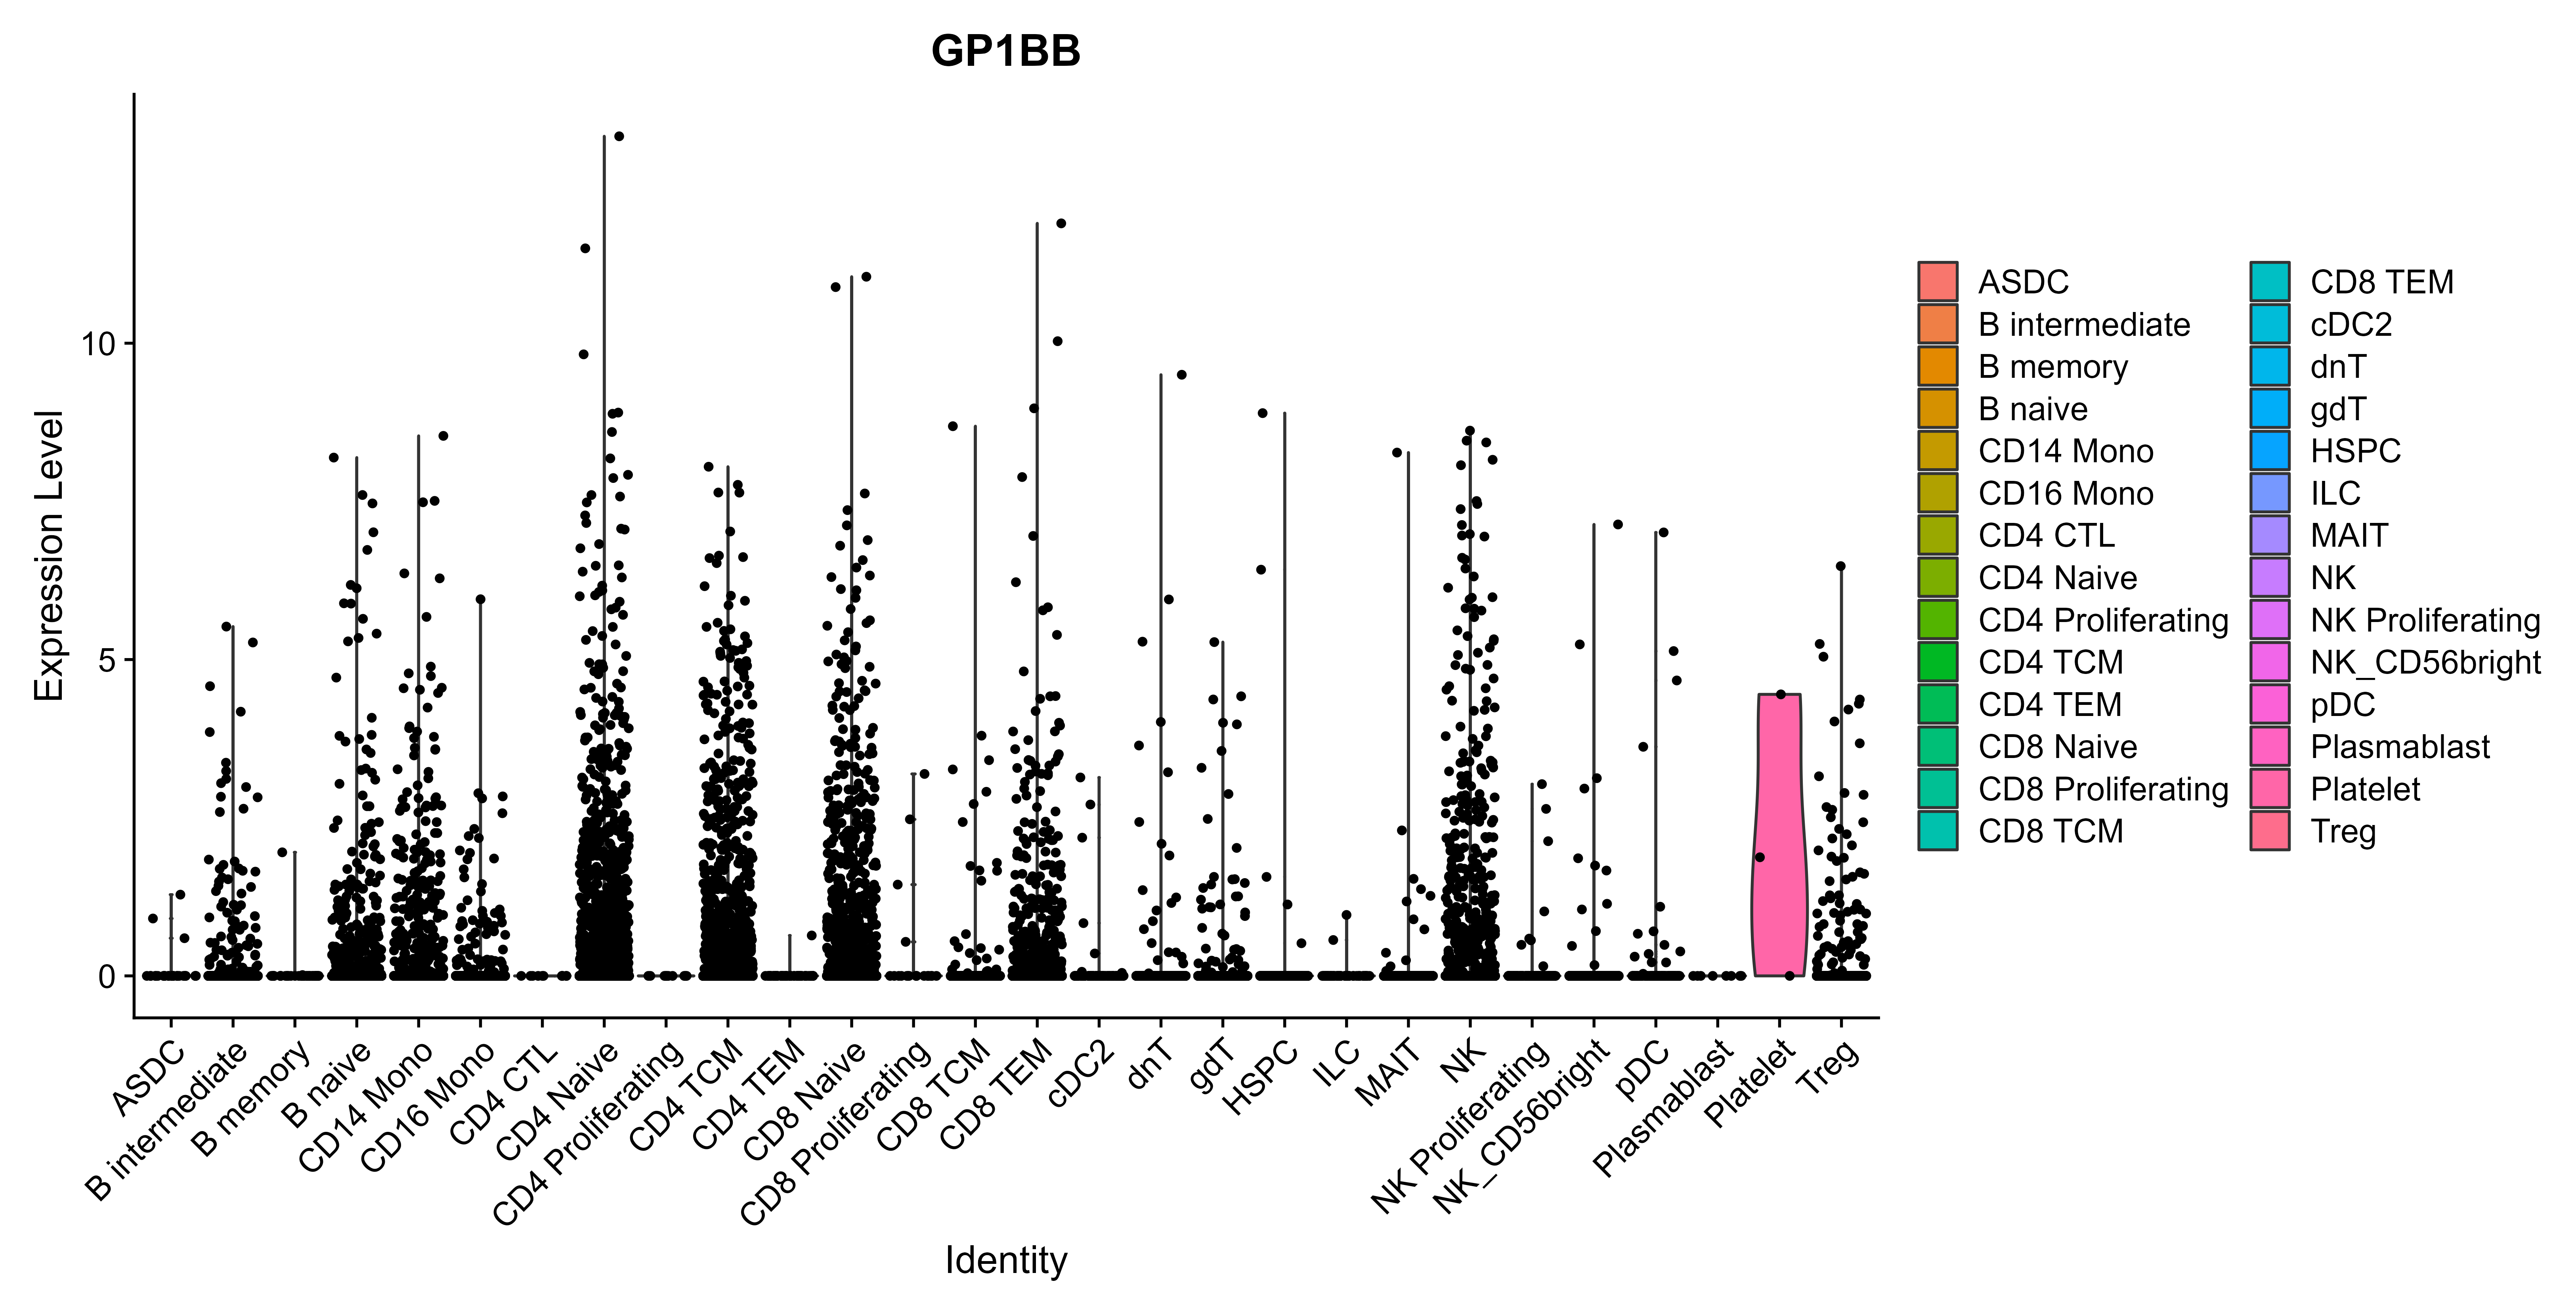 GP1BB
Expression Level
10
5
0
ASDC
B intermediate
B memory
B naive
CD14 Mono
CD16 Mono
CD4 CTL
CD4 Naive
CD4 Proliferating
CD4 TCM
CD4 TEM
CD8 Naive
CD8 Proliferating
CD8 TCM
CD8 TEM
cDC2
dnT
gdT
HSPC
ILC
MAIT
NK
NK Proliferating
NK_CD56bright
pDC
Plasmablast
Platelet
Treg
Identity
ASDC
B intermediate
B memory
B naive
CD14 Mono
CD16 Mono
CD4 CTL
CD4 Naive
CD4 Proliferating
CD4 TCM
CD4 TEM
CD8 Naive
CD8 Proliferating
CD8 TCM
CD8 TEM
cDC2
dnT
gdT
HSPC
ILC
MAIT
NK
NK Proliferating
NK_CD56bright
pDC
Plasmablast
Platelet
Treg